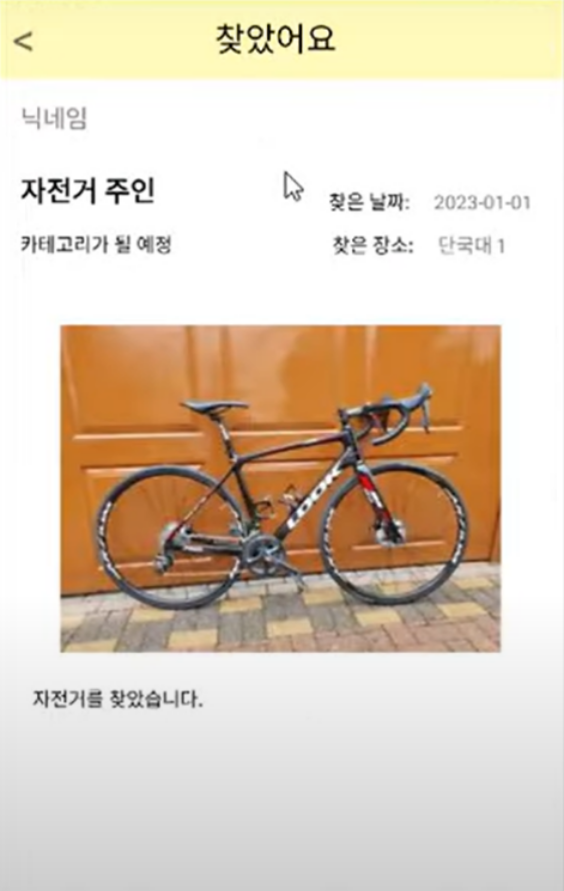 <
찾았어요
닉네임
자전거 주인
찾은 날짜: 2023-01-01
카테고리가 될 예정
찾은 장소: 단국대 1
LOOK
자전거를 찾았습니다.